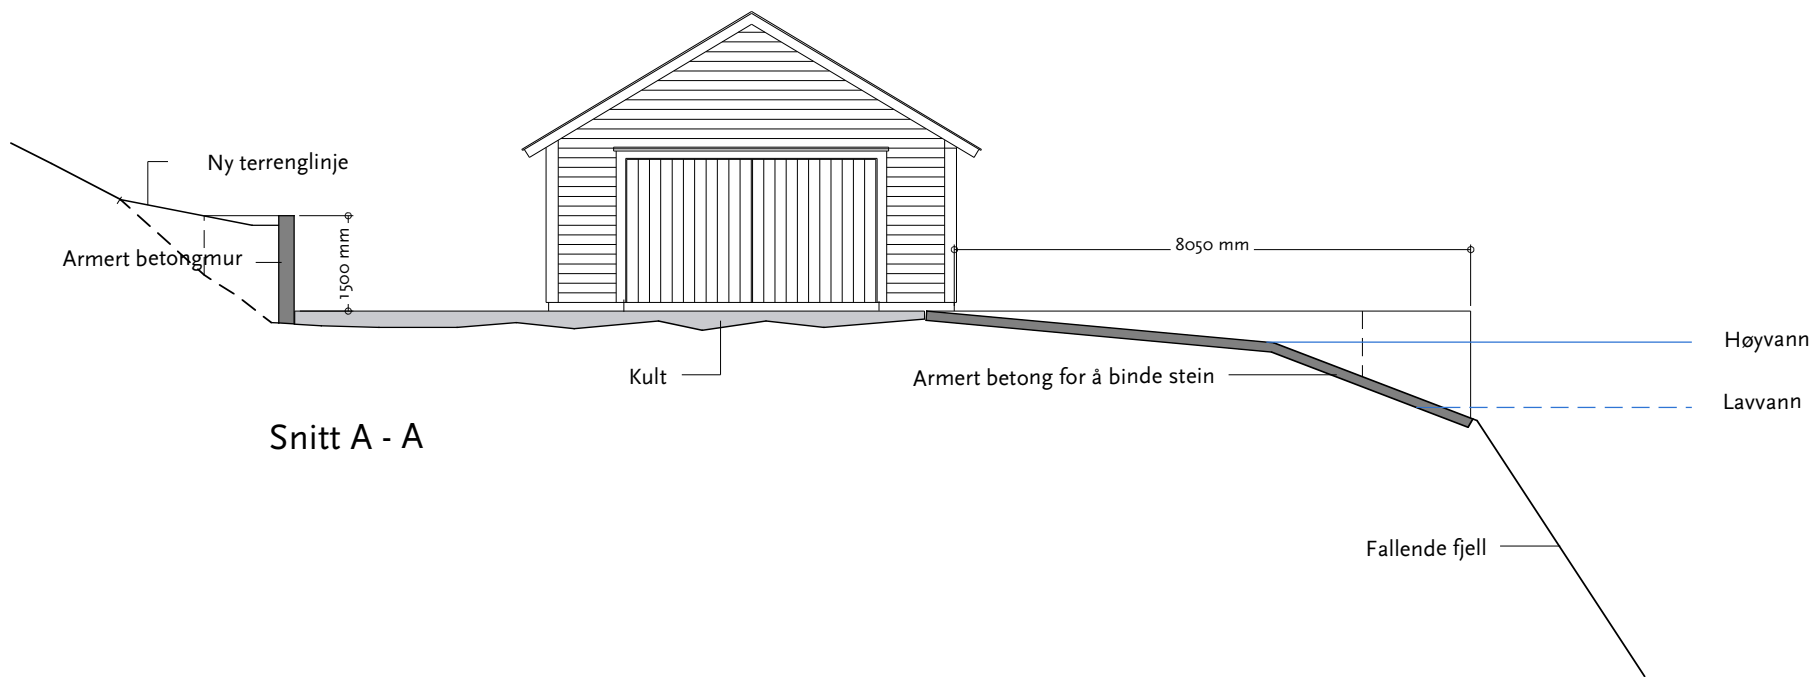 Ny terrenglinje
Armert betongmur
1500 mm
8050 mm
Høyvann
Kult
Armert betong for å binde stein
Lavvann
Snitt A - A
Fallende fjell